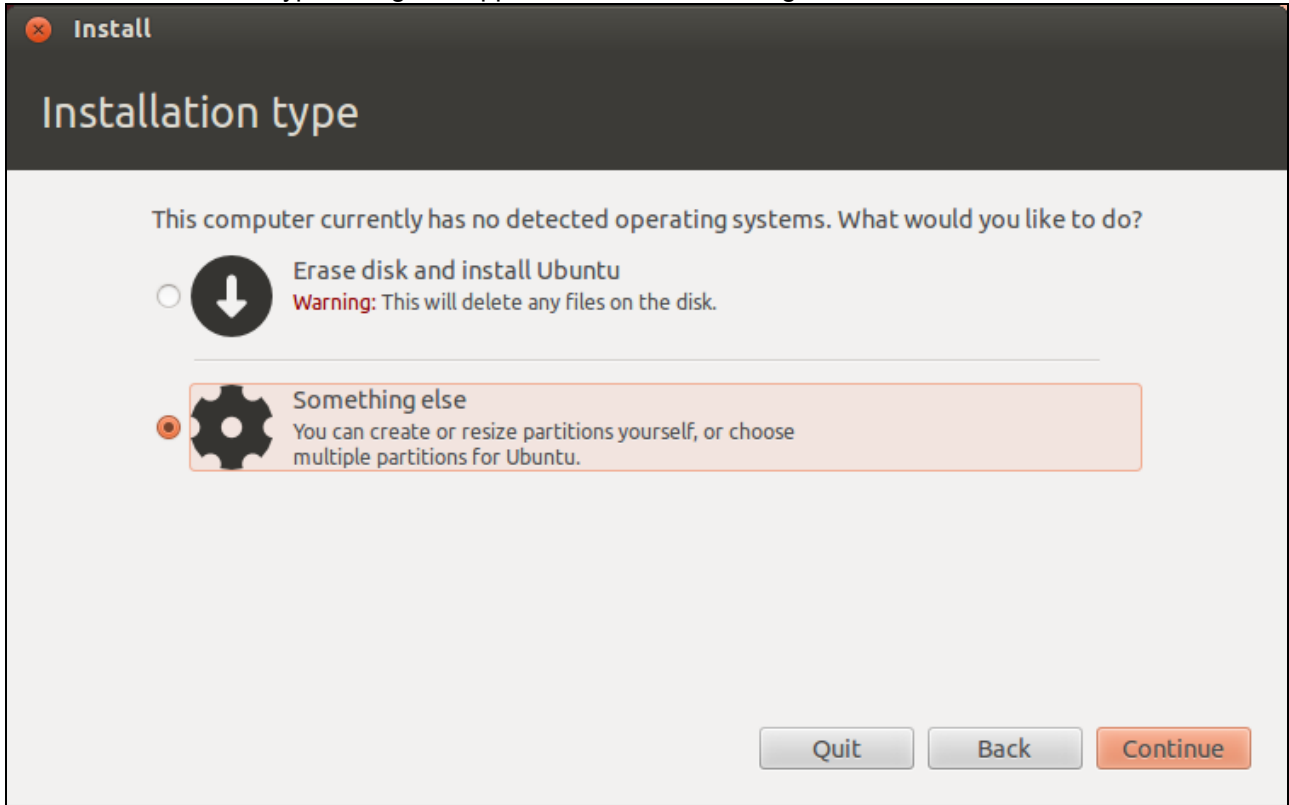 Install
Installation type
This computer currently has no detected operating systems. What would you like to do?
Erase disk and install Ubuntu
Warning: This will delete any files on the disk.
Something else
You can create or resize partitions yourself, or choose
multiple partitions for Ubuntu.
Quit Back Continue